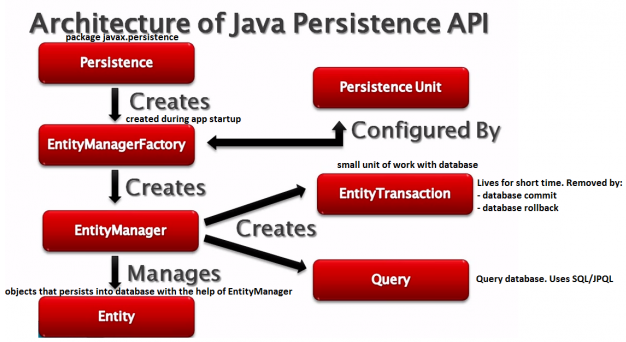 Architecture of Java Persistence API
package javax.persistence
Persistence
Creates
Persistence Unit
created during app startup
EntityManagerFactory
Configured By
small unit of work with database
Creates
EntityTransaction
Lives for short time. Removed by:
- database commit
- database rollback
EntityManager
Creates
Manages
Query
Query database. Uses SQL/JPQL
objects that persists into database with the help of EntityManager
Entity